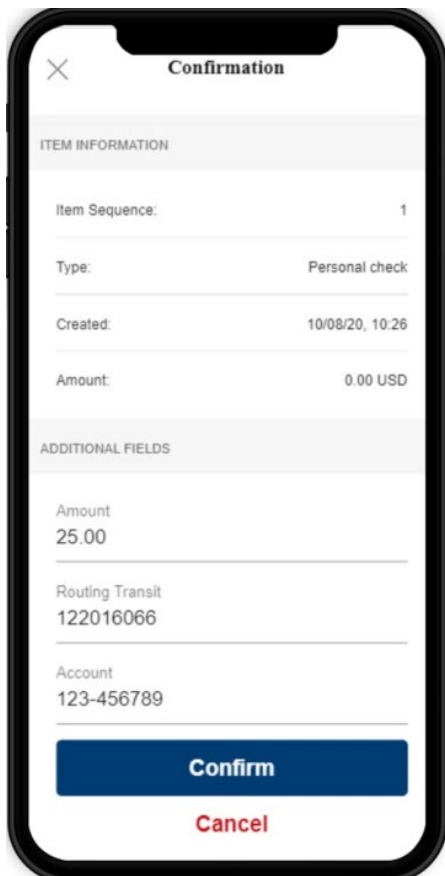 Confirmation
ITEM INFORMATION
Item Sequence: 1
Type: Personal check
Created: 10/08/20, 10:26
Amount: 0.00 USD
ADDITIONAL FIELDS
Amount
25.00
Routing Transit
122016066
Account
123-456789
Confirm
Cancel